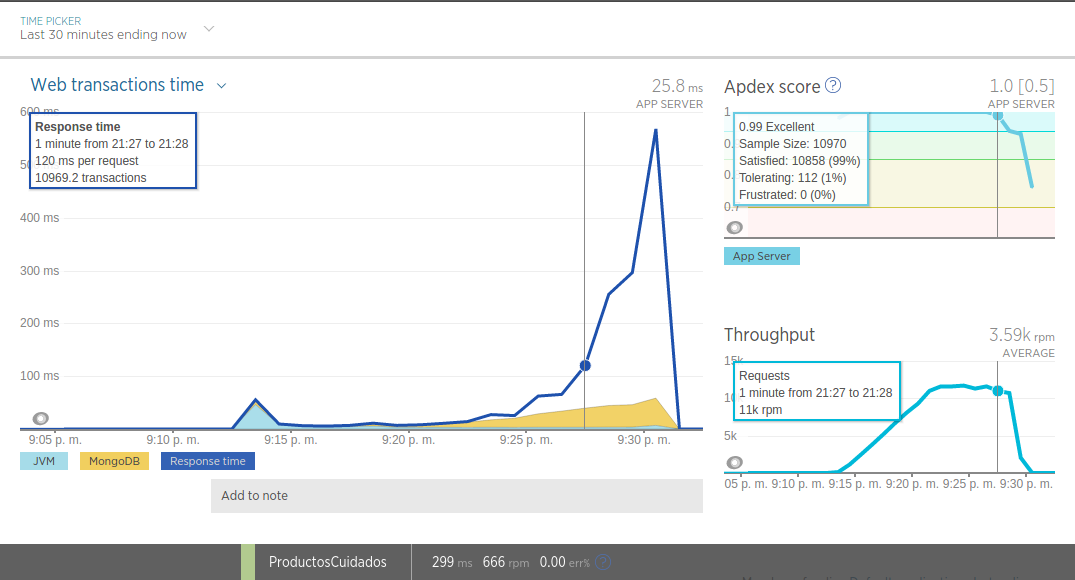 TIME PICKER
Last 30 minutes ending now
Web transactions time
25.8 ms
APP SERVER
600 ms
Response time
1 minute from 21:27 to 21:28
120 ms per request
10969.2 transactions
400 ms
300 ms
200 ms
100 ms
9:05 p. m. 9:10 p. m. 9:15 p. m. 9:20 p. m. 9:25 p. m. 9:30 p. m.
JVM MongoDB Response time
Add to note
Apdex score ?
1.0 [0.5]
APP SERVER
1
0.99 Excellent
Sample Size: 10970
Satisfied: 10858 (99%)
Tolerating: 112 (1%)
Frustrated: 0 (0%)
0.7
App Server
Throughput
3.59k rpm
AVERAGE
15k
Requests
1 minute from 21:27 to 21:28
11k rpm
5k
05 p. m. 9:10 p. m. 9:15 p. m. 9:20 p. m. 9:25 p. m. 9:30 p. m.
ProductosCuidados 299 ms 666 rpm 0.00 err% ?